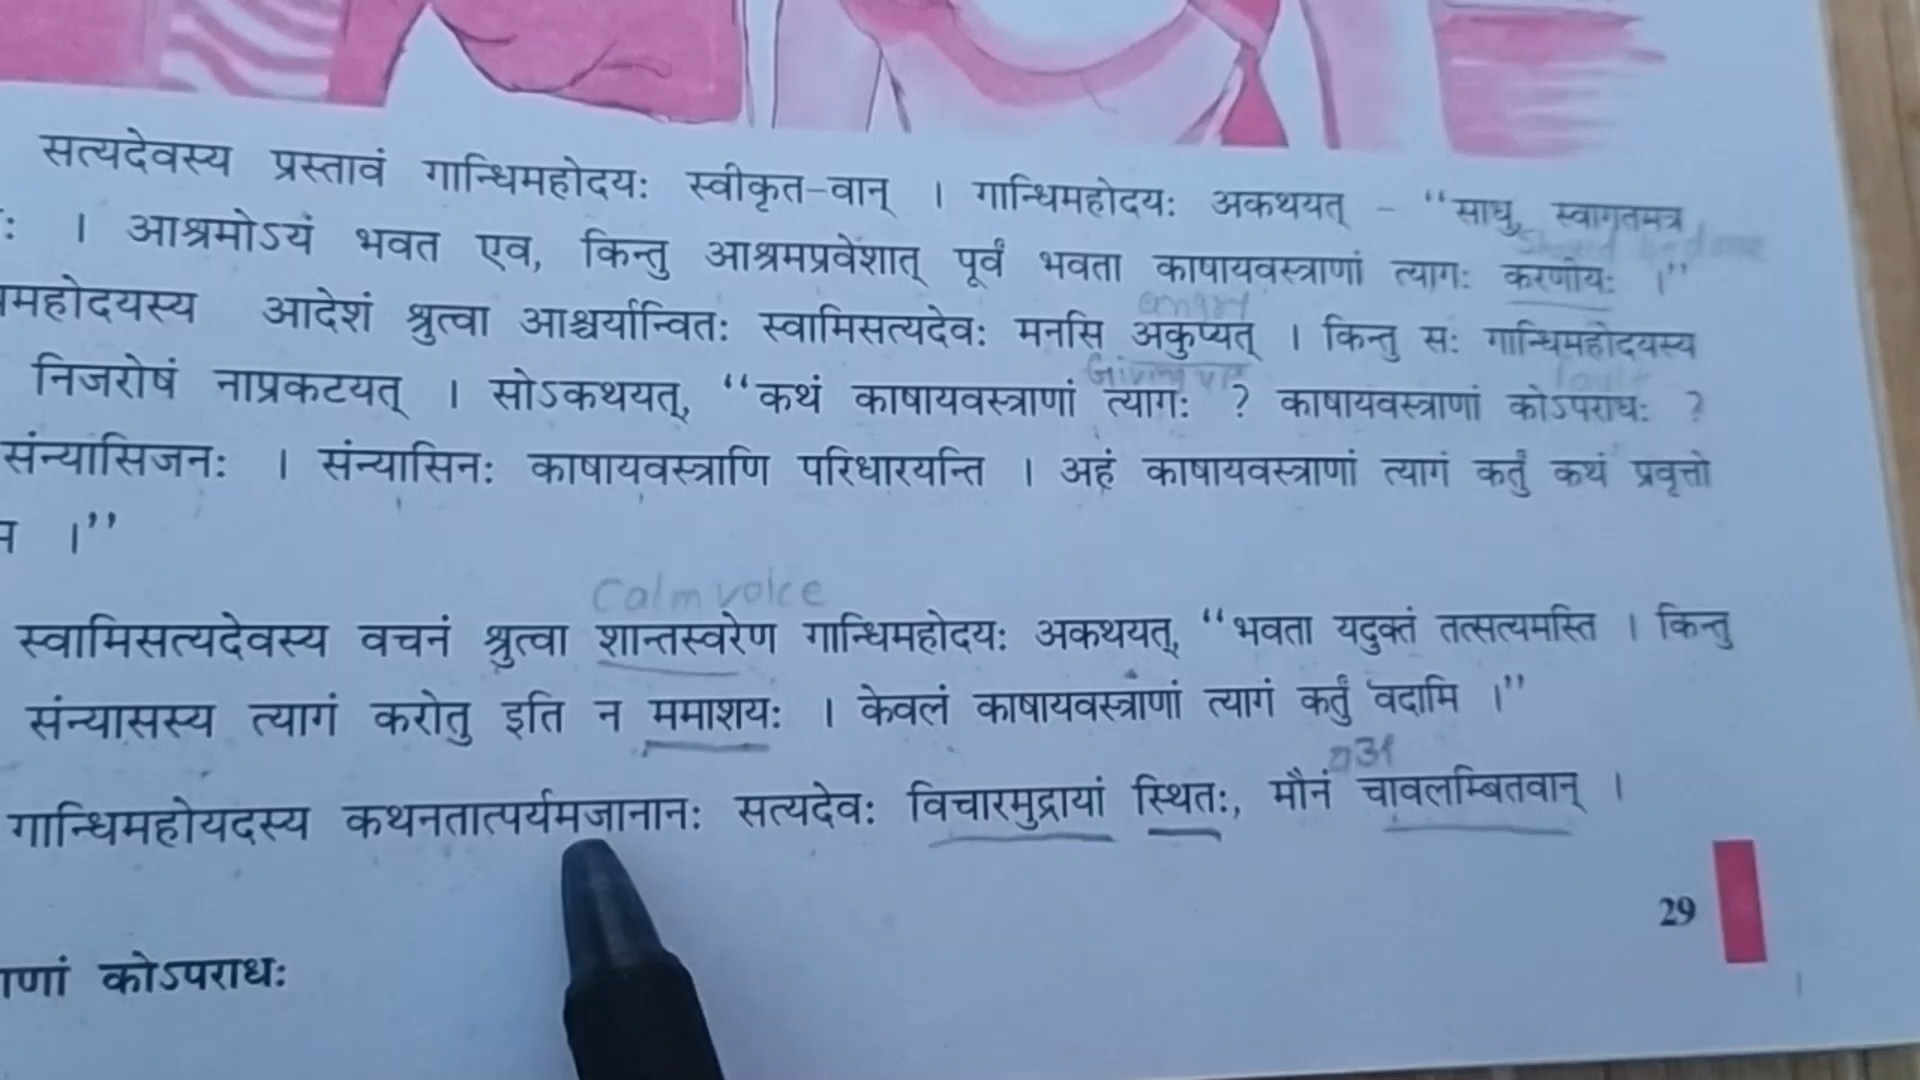 सत्यदेवस्य प्रस्तावं गान्धिमहोदयः स्वीकृत-वान् । गान्धिमहोदयः अकथयत् - “साधु, स्वागतमत्र
: । आश्रमोऽयं भवत एव, किन्तु आश्रमप्रवेशात् पूर्वं भवता काषायवस्त्राणां त्यागः करणीयः ।”
angry
महोदयस्य आदेशं श्रुत्वा आश्चर्यान्वितः स्वामिसत्यदेवः मनसि अकुप्यत् । किन्तु सः गान्धिमहोदयस्य
Giving up
निजरोषं नाप्रकटयत् । सोऽकथयत्, “कथं काषायवस्त्राणां त्यागः ? काषायवस्त्राणां कोऽपराधः ?
संन्यासिजनः । संन्यासिनः काषायवस्त्राणि परिधारयन्ति । अहं काषायवस्त्राणां त्यागं कर्तुं कथं प्रवृत्तो
।”
Calm voice
स्वामिसत्यदेवस्य वचनं श्रुत्वा शान्तस्वरेण गान्धिमहोदयः अकथयत्, “भवता यदुक्तं तत्सत्यमस्ति । किन्तु
संन्यासस्य त्यागं करोतु इति न ममाशयः । केवलं काषायवस्त्राणां त्यागं कर्तुं वदामि ।”
गान्धिमहोयदस्य कथनतात्पर्यमजानानः सत्यदेवः विचारमुद्रायां स्थितः, मौनं चावलम्बितवान् ।
29
णां कोऽपराधः